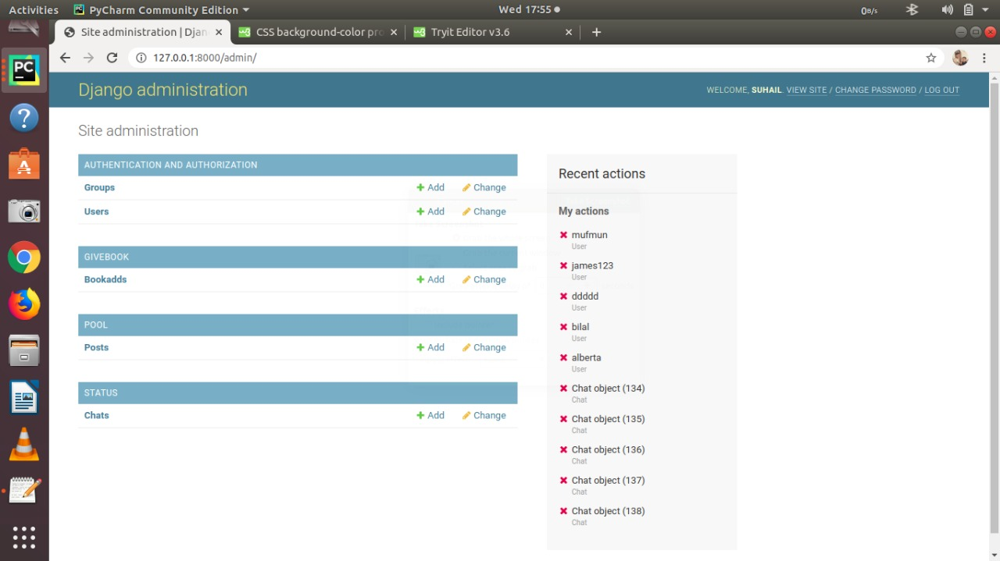 Activities PyCharm Community Edition Wed 17:55 0B/s
Site administration | Djan CSS background-color pro Tryit Editor v3.6
127.0.0.1:8000/admin/
Django administration WELCOME, SUHAIL. VIEW SITE / CHANGE PASSWORD / LOG OUT
Site administration
AUTHENTICATION AND AUTHORIZATION
Groups Add Change
Users Add Change
GIVEBOOK
Bookadds Add Change
POOL
Posts Add Change
STATUS
Chats Add Change
Recent actions
My actions
mufmun
User
james123
User
ddddd
User
bilal
User
alberta
User
Chat object (134)
Chat
Chat object (135)
Chat
Chat object (136)
Chat
Chat object (137)
Chat
Chat object (138)
Chat